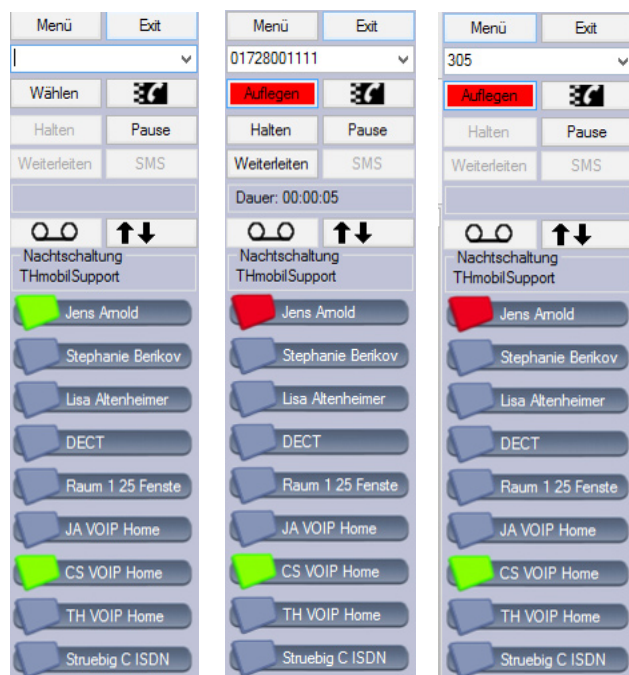 Menü Exit
Wählen
Halten Pause
Weiterleiten SMS
Nachtschaltung
THmobilSupport
Jens Arnold
Stephanie Berikov
Lisa Altenheimer
DECT
Raum 1 25 Fenste
JA VOIP Home
CS VOIP Home
TH VOIP Home
Struebig C ISDN
Menü Exit
01728001111
Auflegen
Halten Pause
Weiterleiten SMS
Dauer: 00:00:05
Nachtschaltung
THmobilSupport
Jens Arnold
Stephanie Berikov
Lisa Altenheimer
DECT
Raum 1 25 Fenste
JA VOIP Home
CS VOIP Home
TH VOIP Home
Struebig C ISDN
Menü Exit
305
Auflegen
Halten Pause
Weiterleiten SMS
Nachtschaltung
THmobilSupport
Jens Arnold
Stephanie Berikov
Lisa Altenheimer
DECT
Raum 1 25 Fenste
JA VOIP Home
CS VOIP Home
TH VOIP Home
Struebig C ISDN